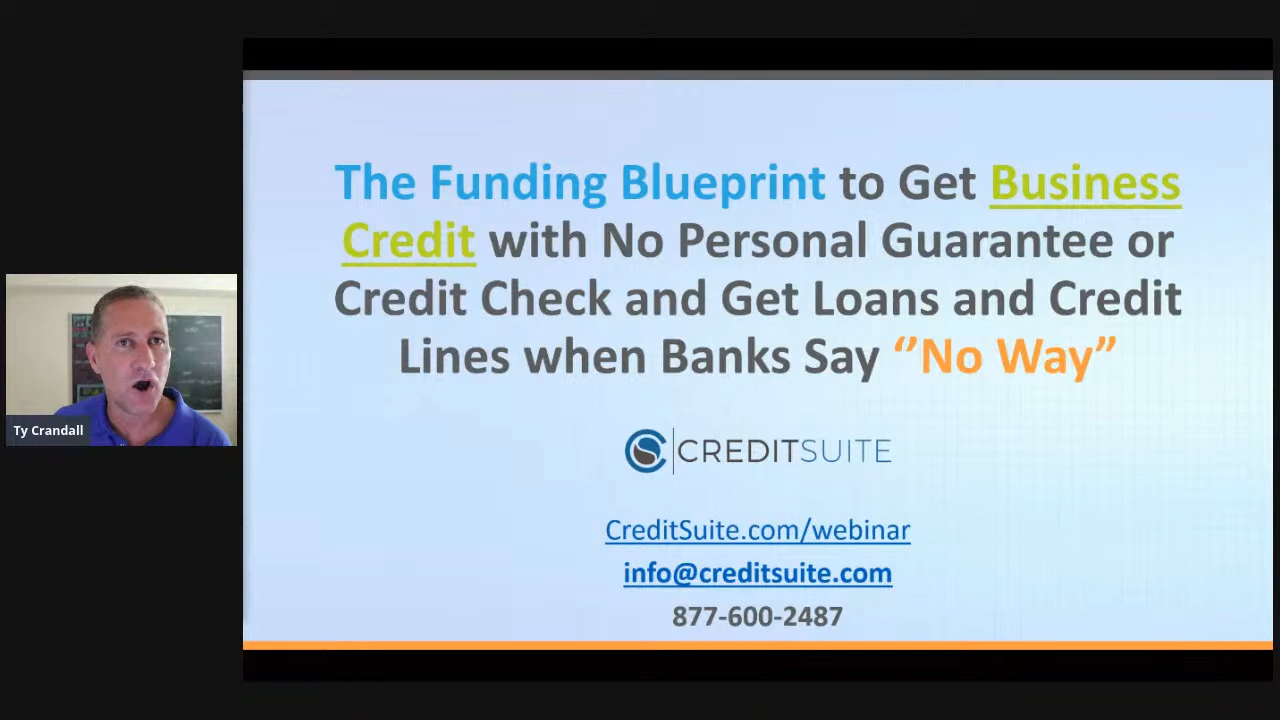 The Funding Blueprint to Get Business
Credit with No Personal Guarantee or
Credit Check and Get Loans and Credit
Lines when Banks Say “No Way”
CREDITSUITE
CreditSuite.com/webinar
info@creditsuite.com
877-600-2487
Ty Crandall